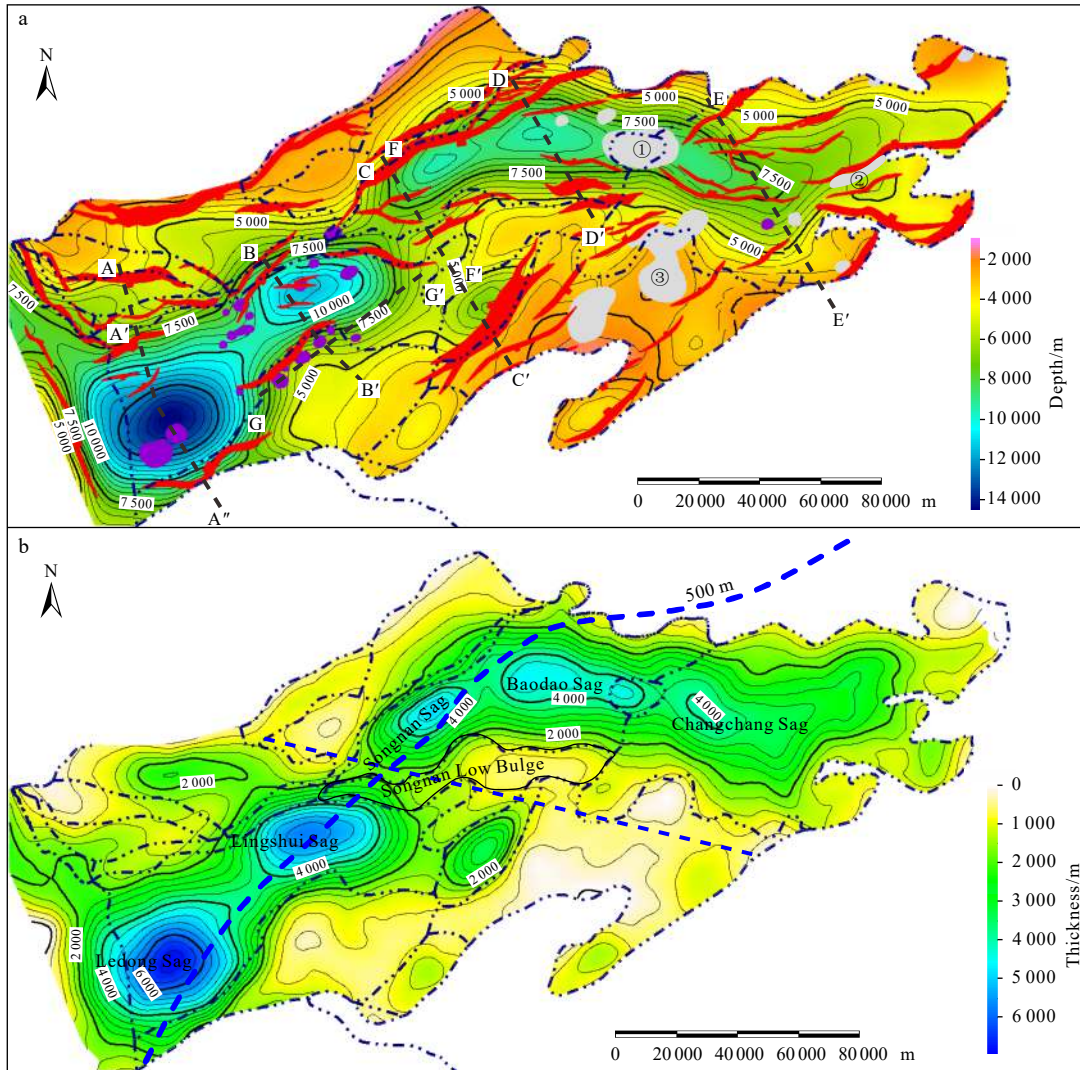 a
N
D
5 000
5 000
E
5 000
7 500
①
F
C
7 500
7 500
②
5 000
B
7 500
D′
5 000
A
5 000
F′
③
7 500
10 000
G′
7 500
7 500
A′
E′
C′
5 000
B′
G
10 000
7 500
5 000
7 500
A″
0 20 000 40 000 60 000 80 000 m
2 000
4 000
6 000
8 000
10 000
12 000
14 000
Depth/m
b
N
500 m
Baodao Sag
4 000
4 000
4 000
Changchang Sag
Songnan Sag
2 000
Songnan Low Bulge
2 000
Lingshui Sag
4 000
2 000
2 000
Ledong Sag
4 000
6 000
0 20 000 40 000 60 000 80 000 m
0
1 000
2 000
3 000
4 000
5 000
6 000
Thickness/m